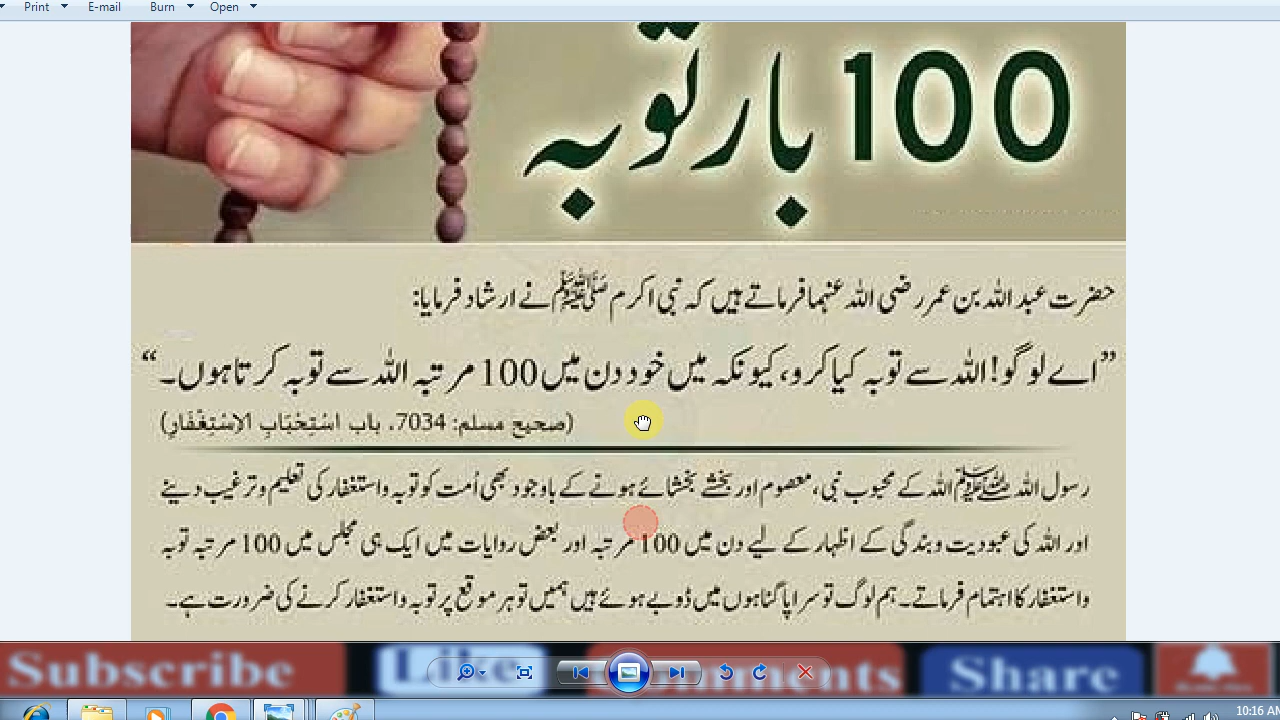 Print E-mail Burn Open
100 بار توبہ
حضرت عبد اللہ بن عمر رضی اللہ عنہما فرماتے ہیں کہ نبی اکرم ﷺ نے ارشاد فرمایا:
”اے لوگو! اللہ سے توبہ کیا کرو، کیونکہ میں خود دن میں 100 مرتبہ اللہ سے توبہ کرتا ہوں۔“
(صحیح مسلم: 7034، باب اسْتِحْبَابِ الاِسْتِغْفَارِ)
رسول اللہ ﷺ اللہ کے محبوب نبی، معصوم اور بخشے بخشائے ہونے کے باوجود بھی اُمت کو توبہ واستغفار کی تعلیم وترغیب دینے
اور اللہ کی عبودیت وبندگی کے اظہار کے لیے دن میں 100 مرتبہ اور بعض روایات میں ایک ہی مجلس میں 100 مرتبہ توبہ
واستغفار کا اہتمام فرماتے۔ ہم لوگ تو سراپا گناہوں میں ڈوبے ہوئے ہیں ہمیں تو ہر موقع پر توبہ واستغفار کرنے کی ضرورت ہے۔
Subscribe Likes Comments Share
10:16 AM